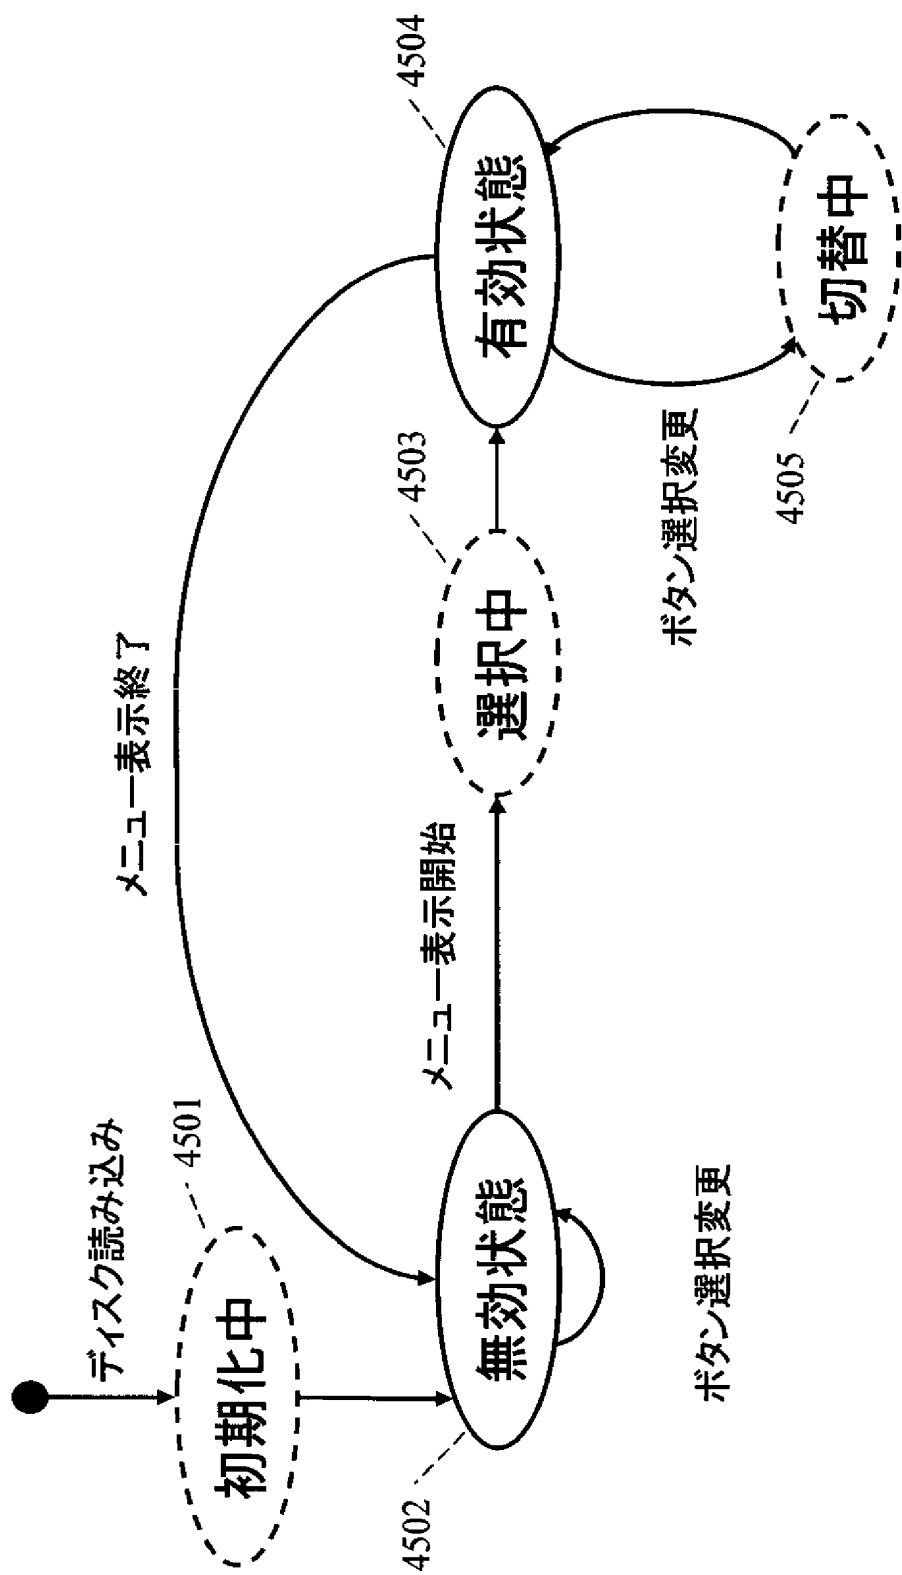 ディスク読み込み
初期化中
4501
メニュー表示終了
4502
無効状態
ボタン選択変更
メニュー表示開始
選択中
4503
有効状態
4504
ボタン選択変更
切替中
4505